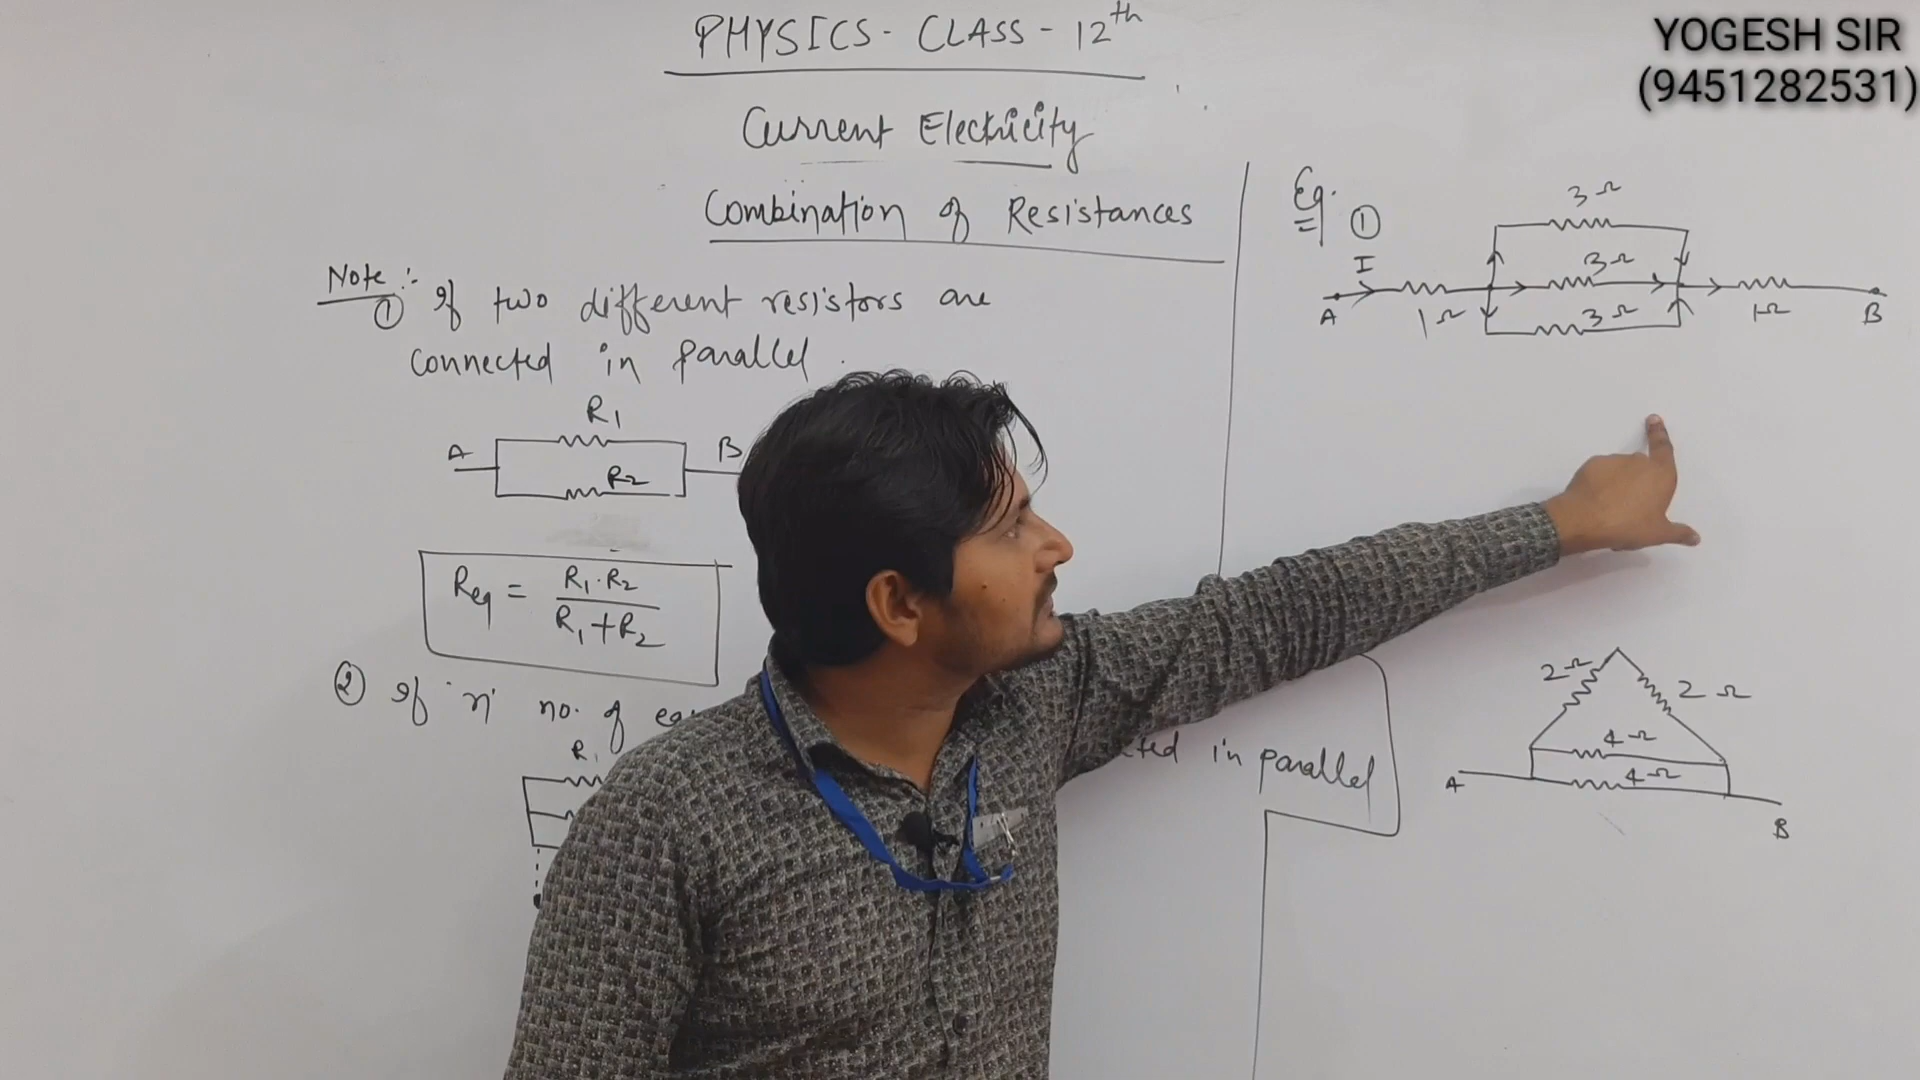 YOGESH SIR
(9451282531)
PHYSICS - CLASS - 12th
Current Electricity
Combination of Resistances
Note :-
① If two different resistors are
connected in parallel.
R1
A B
R2
Req = R1.R2 / R1+R2
② If 'n' no. of
in parallel
R
Eg. ①
I
3Ω
3Ω
3Ω
A 1Ω 1Ω B
2Ω 2Ω
4Ω
4Ω
A B